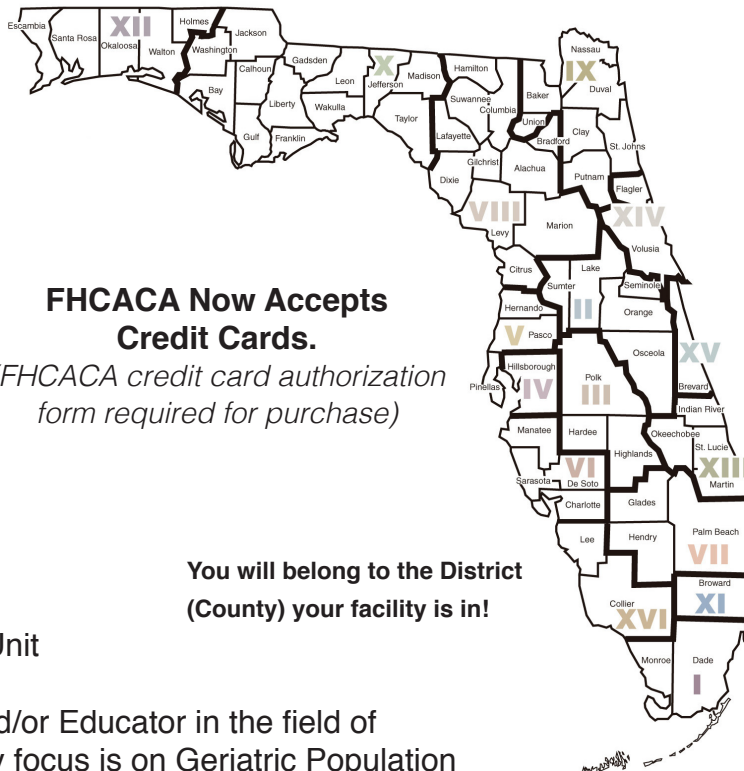 Escambia
Santa Rosa
XII
Okaloosa
Walton
Holmes
Washington
Jackson
Bay
Calhoun
Gulf
Liberty
Franklin
Gadsden
Leon
Wakulla
X
Jefferson
Madison
Taylor
Hamilton
Suwannee
Columbia
Lafayette
Baker
Union
Bradford
Nassau
IX
Duval
Clay
St. Johns
Putnam
Flagler
Gilchrist
Alachua
Dixie
VIII
Levy
Marion
XIV
Volusia
Citrus
Sumter
Lake
II
Seminole
Orange
Hernando
V Pasco
Osceola
XV
Brevard
Hillsborough
Pinellas
IV
Polk
III
Indian River
Manatee
Hardee
Highlands
Okeechobee
St. Lucie
XIII
Martin
Sarasota
VI
De Soto
Charlotte
Glades
Lee
Hendry
Palm Beach
VII
Broward
XI
Collier
XVI
Monroe
Dade
I
FHCACA Now Accepts
Credit Cards.
(FHCACA credit card authorization
form required for purchase)
You will belong to the District
(County) your facility is in!
Unit
d/or Educator in the field of
y focus is on Geriatric Population